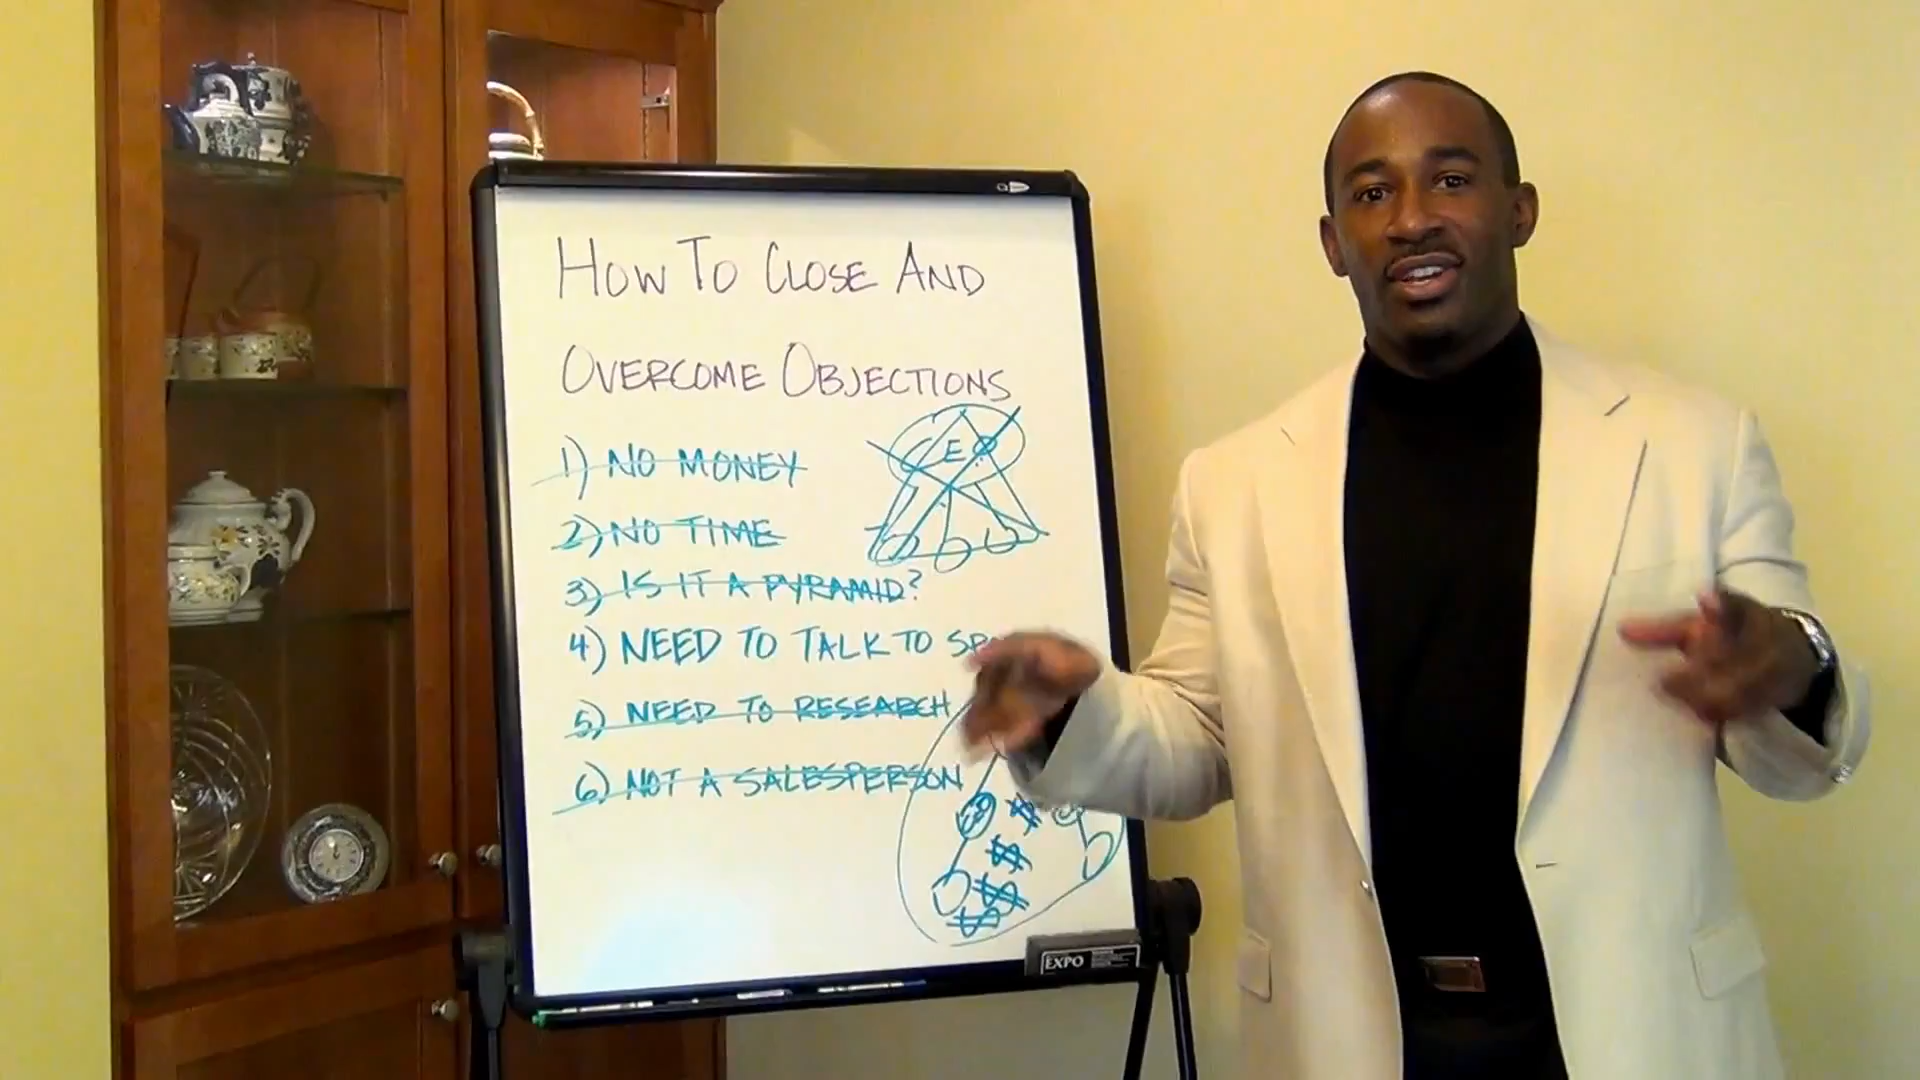 HOW TO CLOSE AND
OVERCOME OBJECTIONS
1) NO MONEY
CEO
2) NO TIME
3) IS IT A PYRAMID?
4) NEED TO TALK TO
5) NEED TO RESEARCH
6) NOT A SALESPERSON
$
$
$
$
EXPO